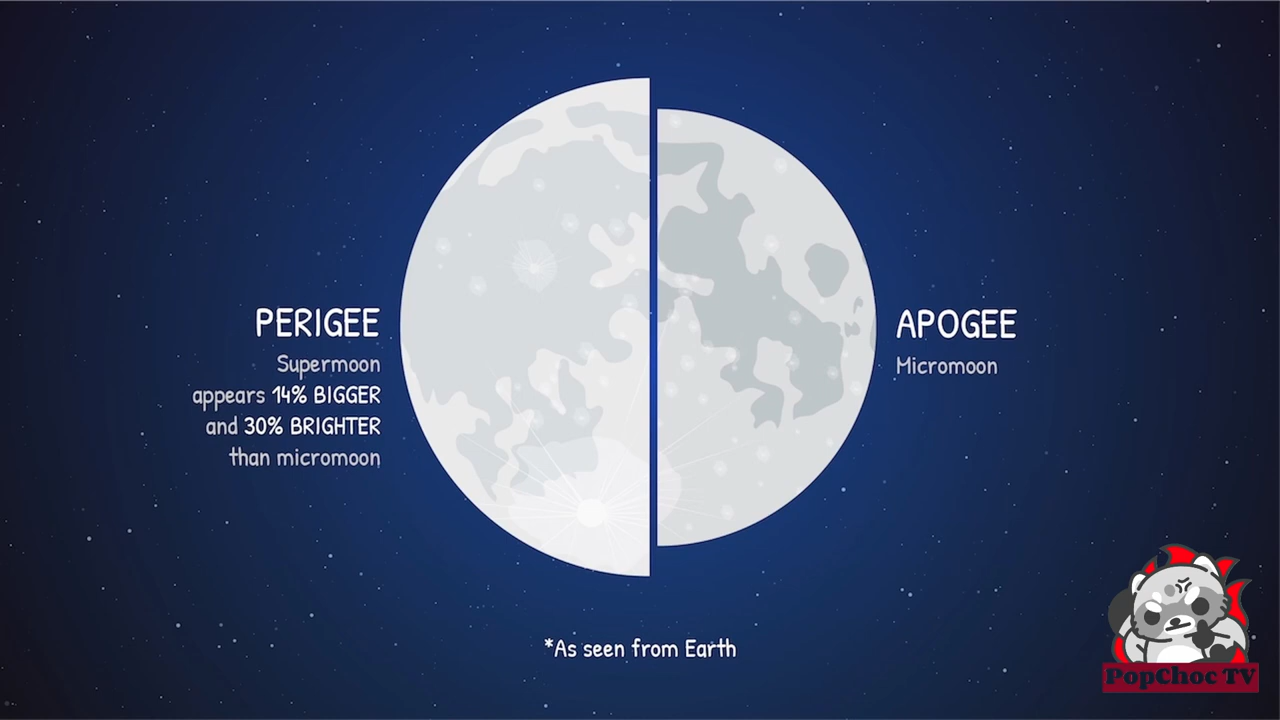 PERIGEE
Supermoon
appears 14% BIGGER
and 30% BRIGHTER
than micromoon
APOGEE
Micromoon
*As seen from Earth
PopChoc TV